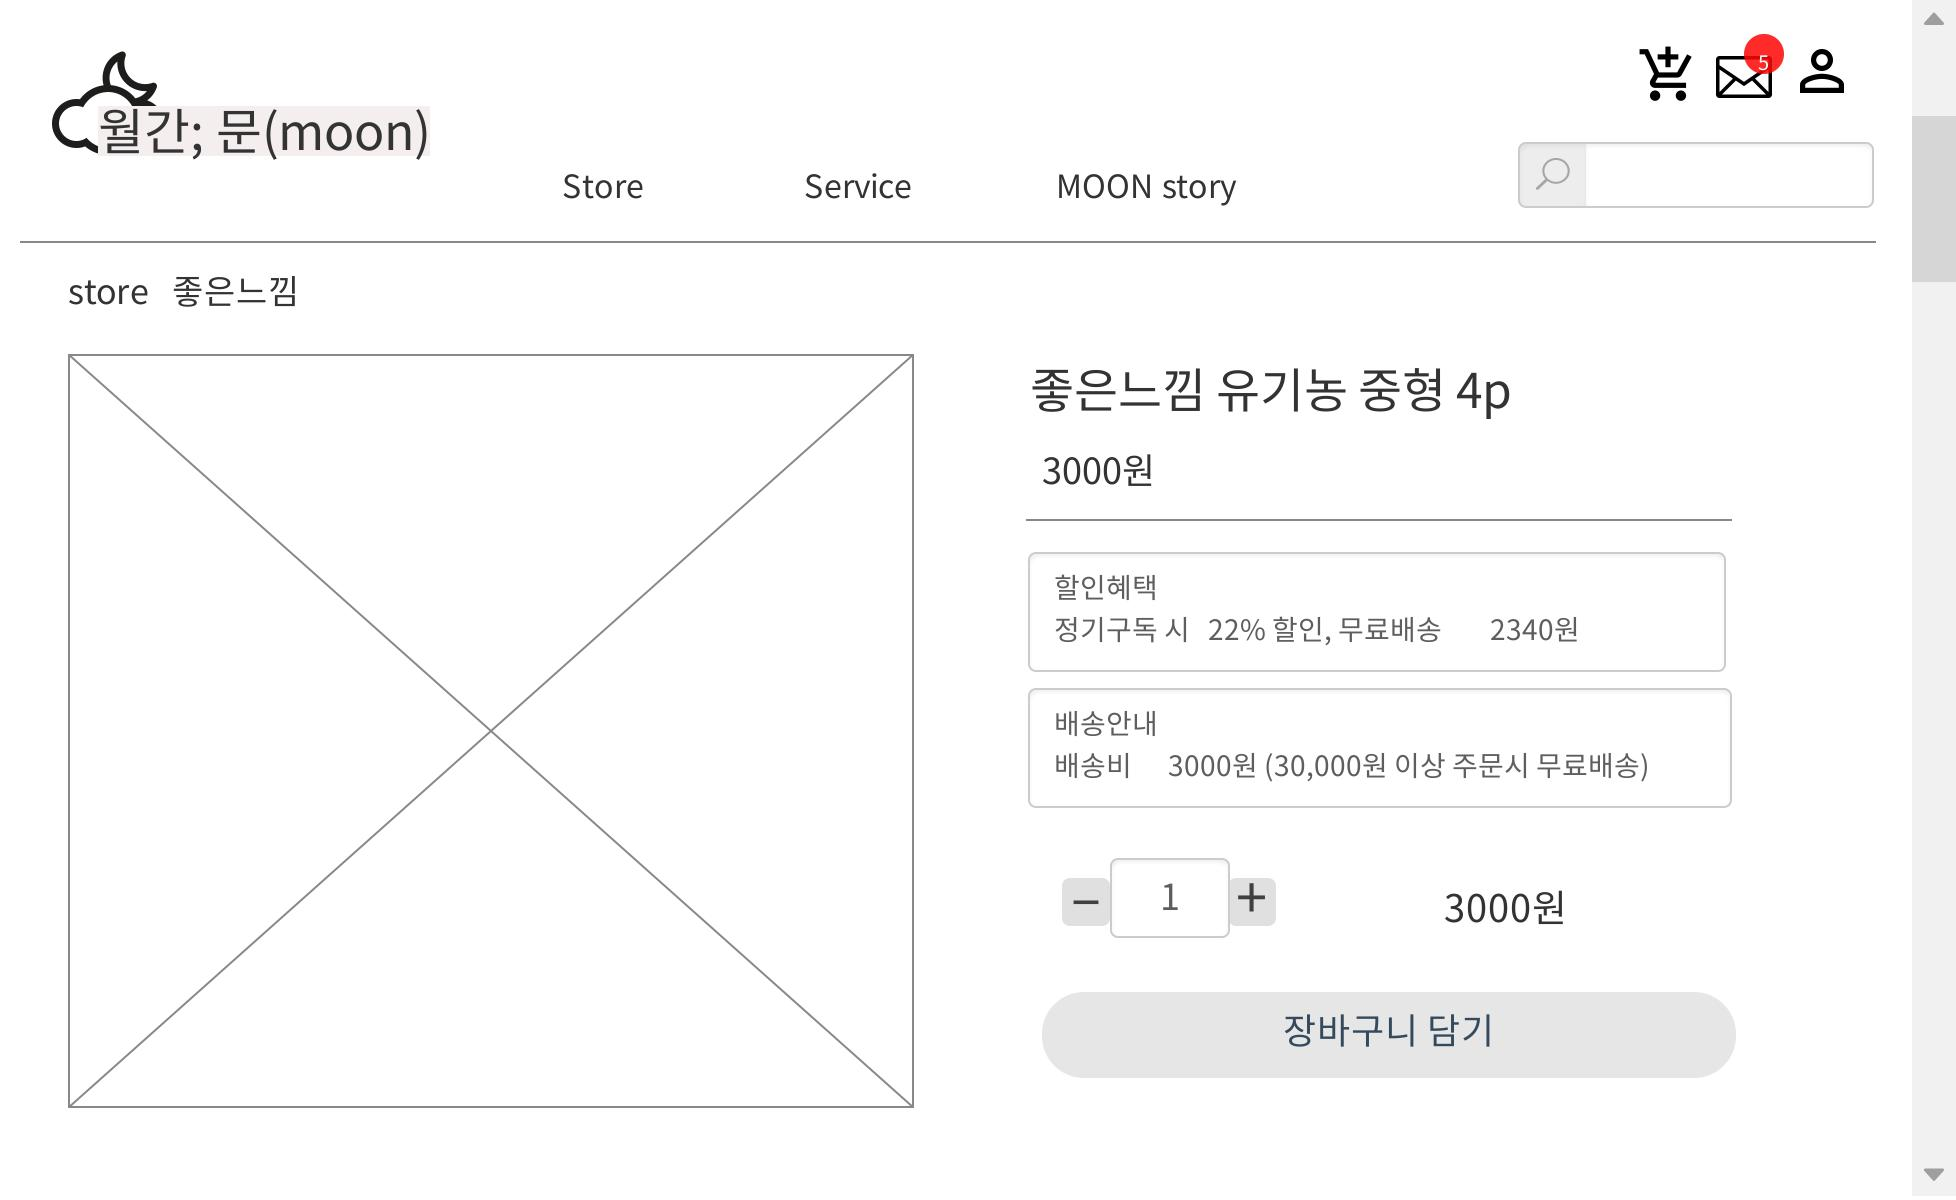 5
월간; 문(moon)
Store Service MOON story
store 좋은느낌
좋은느낌 유기농 중형 4p
3000원
할인혜택
정기구독 시 22% 할인, 무료배송 2340원
배송안내
배송비 3000원 (30,000원 이상 주문시 무료배송)
1 3000원
장바구니 담기